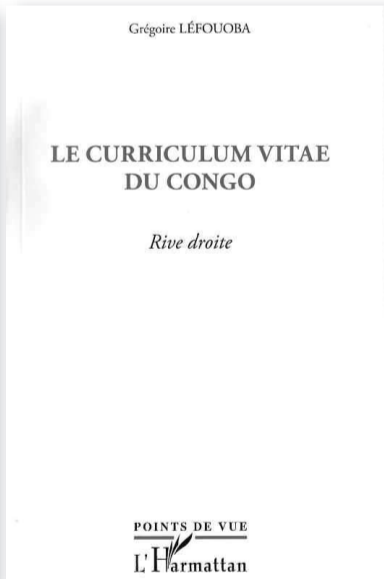 Grégoire LÉFOUOBA
LE CURRICULUM VITAE
DU CONGO
Rive droite
POINTS DE VUE
L'Harmattan